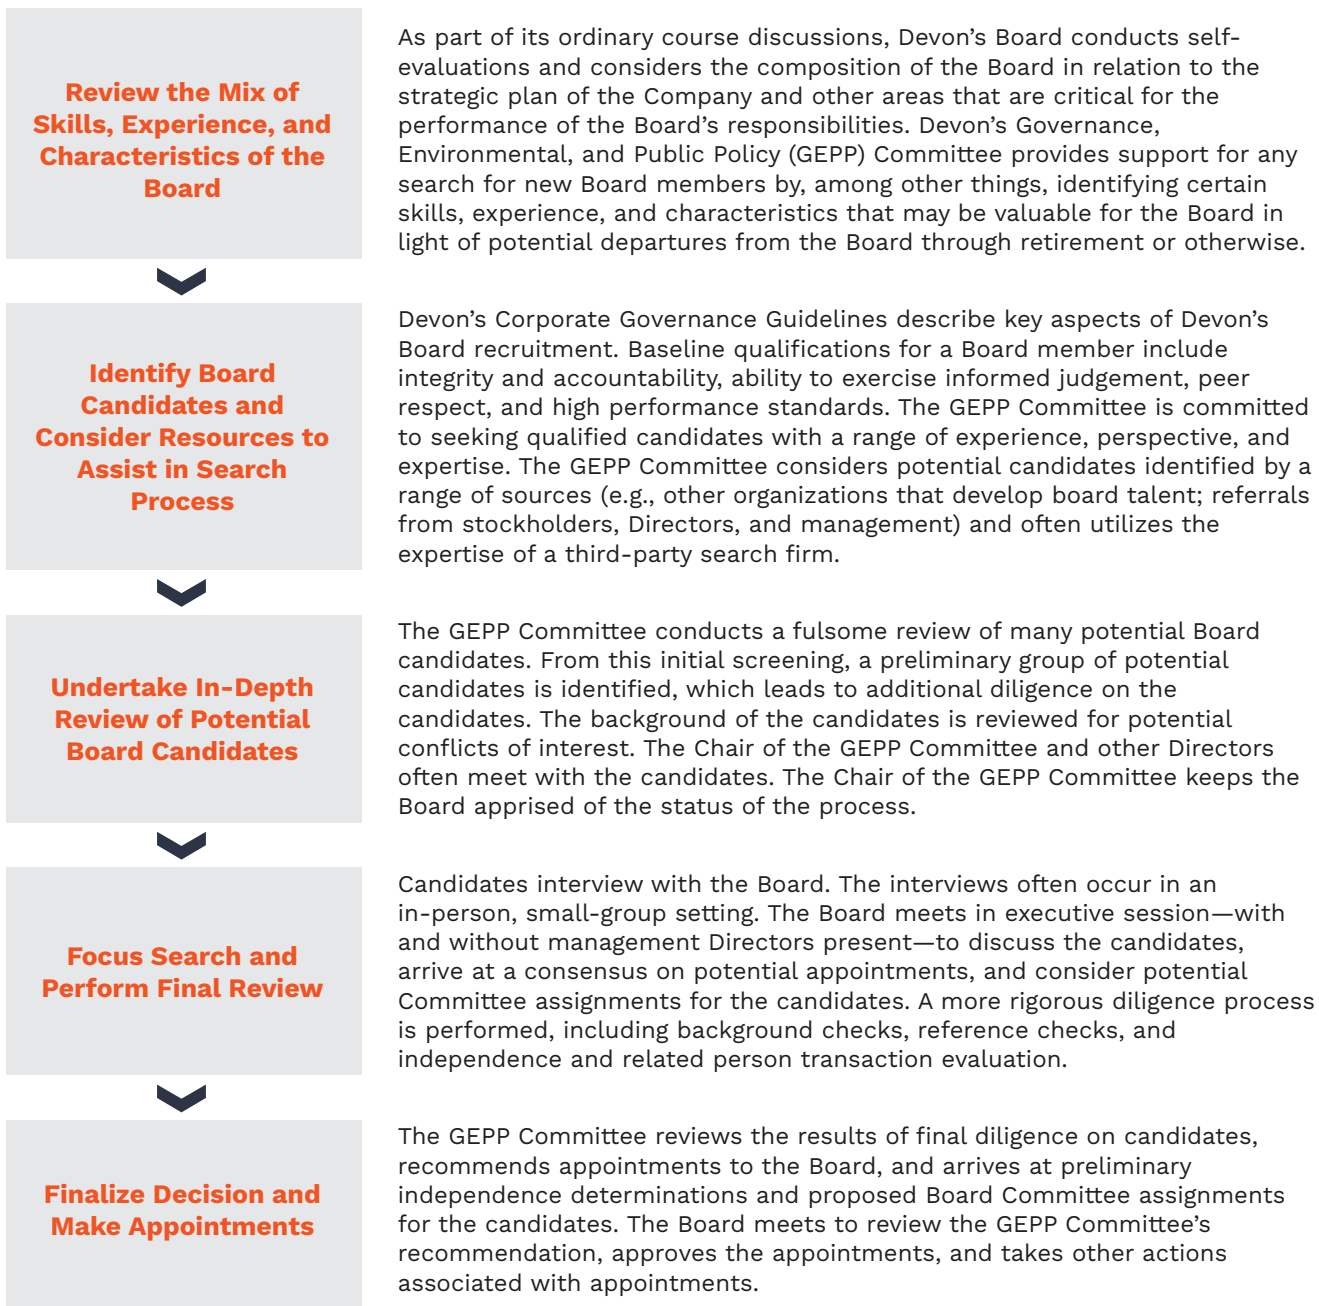 Review the Mix of
Skills, Experience, and
Characteristics of the
Board
As part of its ordinary course discussions, Devon’s Board conducts self-
evaluations and considers the composition of the Board in relation to the
strategic plan of the Company and other areas that are critical for the
performance of the Board’s responsibilities. Devon’s Governance,
Environmental, and Public Policy (GEPP) Committee provides support for any
search for new Board members by, among other things, identifying certain
skills, experience, and characteristics that may be valuable for the Board in
light of potential departures from the Board through retirement or otherwise.
Identify Board
Candidates and
Consider Resources to
Assist in Search
Process
Devon’s Corporate Governance Guidelines describe key aspects of Devon’s
Board recruitment. Baseline qualifications for a Board member include
integrity and accountability, ability to exercise informed judgement, peer
respect, and high performance standards. The GEPP Committee is committed
to seeking qualified candidates with a range of experience, perspective, and
expertise. The GEPP Committee considers potential candidates identified by a
range of sources (e.g., other organizations that develop board talent; referrals
from stockholders, Directors, and management) and often utilizes the
expertise of a third-party search firm.
Undertake In-Depth
Review of Potential
Board Candidates
The GEPP Committee conducts a fulsome review of many potential Board
candidates. From this initial screening, a preliminary group of potential
candidates is identified, which leads to additional diligence on the
candidates. The background of the candidates is reviewed for potential
conflicts of interest. The Chair of the GEPP Committee and other Directors
often meet with the candidates. The Chair of the GEPP Committee keeps the
Board apprised of the status of the process.
Focus Search and
Perform Final Review
Candidates interview with the Board. The interviews often occur in an
in-person, small-group setting. The Board meets in executive session—with
and without management Directors present—to discuss the candidates,
arrive at a consensus on potential appointments, and consider potential
Committee assignments for the candidates. A more rigorous diligence process
is performed, including background checks, reference checks, and
independence and related person transaction evaluation.
Finalize Decision and
Make Appointments
The GEPP Committee reviews the results of final diligence on candidates,
recommends appointments to the Board, and arrives at preliminary
independence determinations and proposed Board Committee assignments
for the candidates. The Board meets to review the GEPP Committee’s
recommendation, approves the appointments, and takes other actions
associated with appointments.